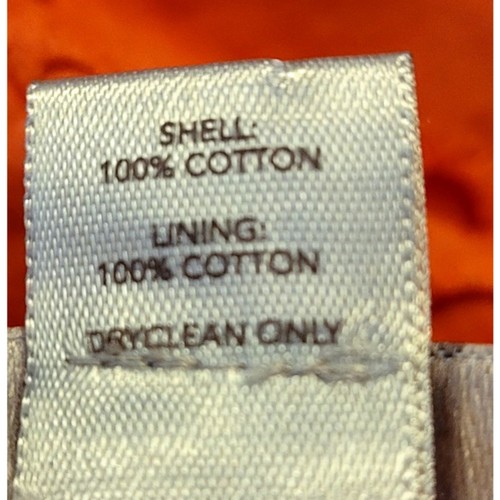 SHELL:
100% COTTON
LINING:
100% COTTON
DRYCLEAN ONLY